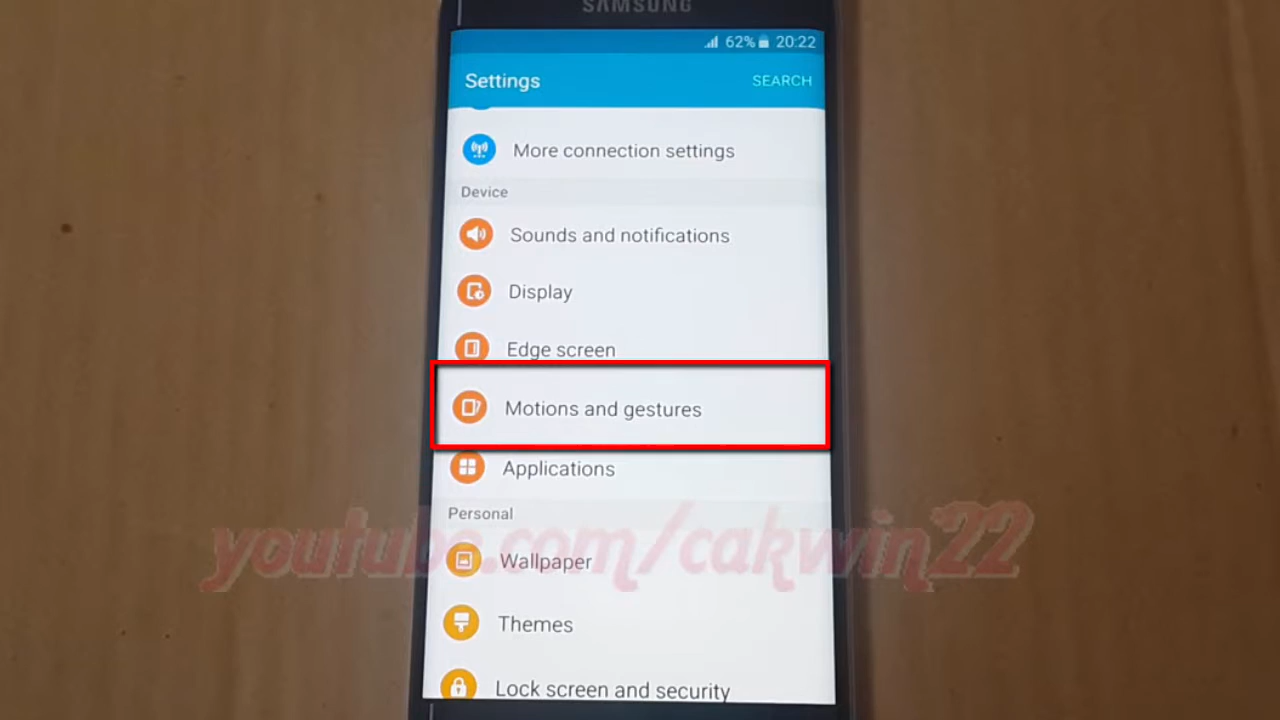 SAMSUNG
62% 20:22
Settings SEARCH
More connection settings
Device
Sounds and notifications
Display
Edge screen
Motions and gestures
Applications
Personal
youtube.com/cakwin22
Wallpaper
Themes
Lock screen and security